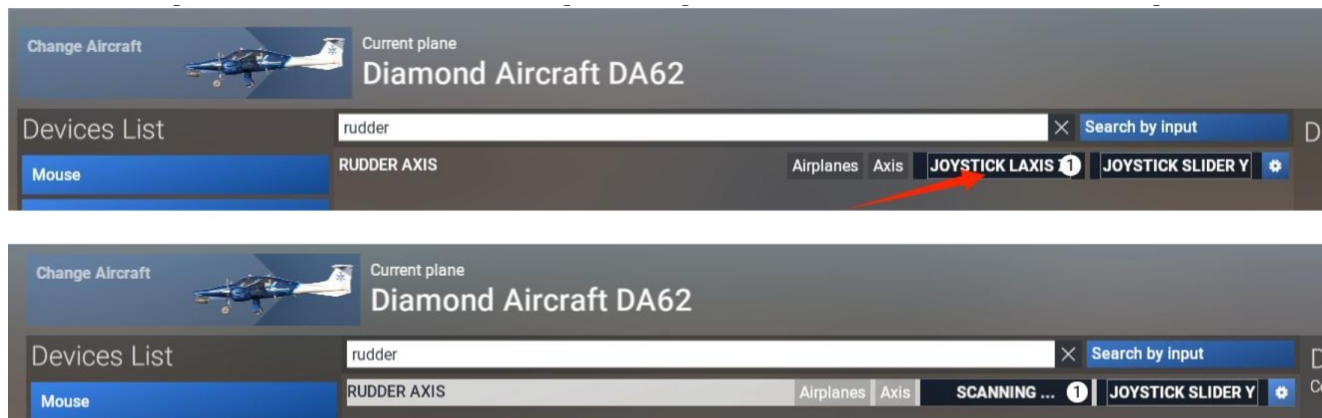 Change Aircraft
Current plane
Diamond Aircraft DA62
Devices List
rudder
Search by input
D
Mouse
RUDDER AXIS
Airplanes Axis JOYSTICK LAXIS 1 JOYSTICK SLIDER Y
Change Aircraft
Current plane
Diamond Aircraft DA62
Devices List
rudder
Search by input
D
Mouse
RUDDER AXIS
Airplanes Axis SCANNING ... 1 JOYSTICK SLIDER Y